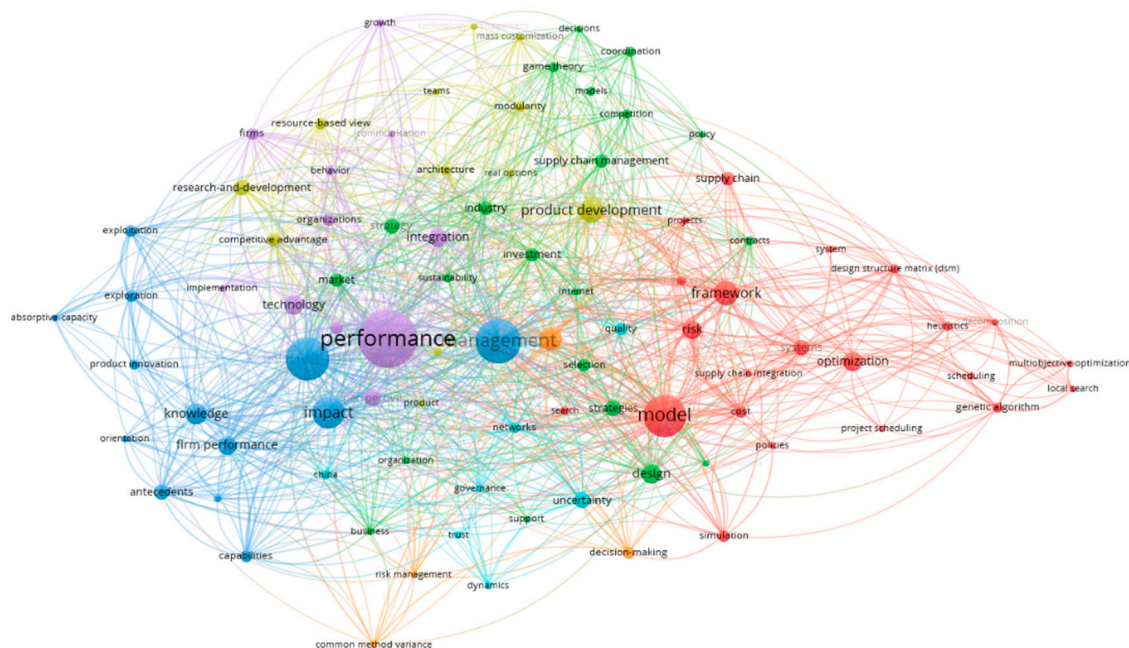 growth
mass customization
decisions
coordination
game theory
teams
models
modularity
competition
resource-based view
firms
communication
policy
behavior
architecture
real options
supply chain management
supply chain
research-and-development
industry
product development
organizations
strategy
projects
exploitation
competitive advantage
integration
contracts
investment
system
market
sustainability
design structure matrix (dsm)
implementation
internet
framework
exploration
technology
absorptive capacity
quality
risk
heuristics
decomposition
performance
management
systems
optimization
product innovation
selection
multiobjective optimization
supply chain integration
scheduling
local search
perspective
product
knowledge
impact
search
strategies
model
cost
genetic algorithm
networks
project scheduling
orientation
firm performance
policies
organization
china
design
antecedents
governance
uncertainty
support
business
trust
simulation
capabilities
decision-making
risk management
dynamics
common method variance